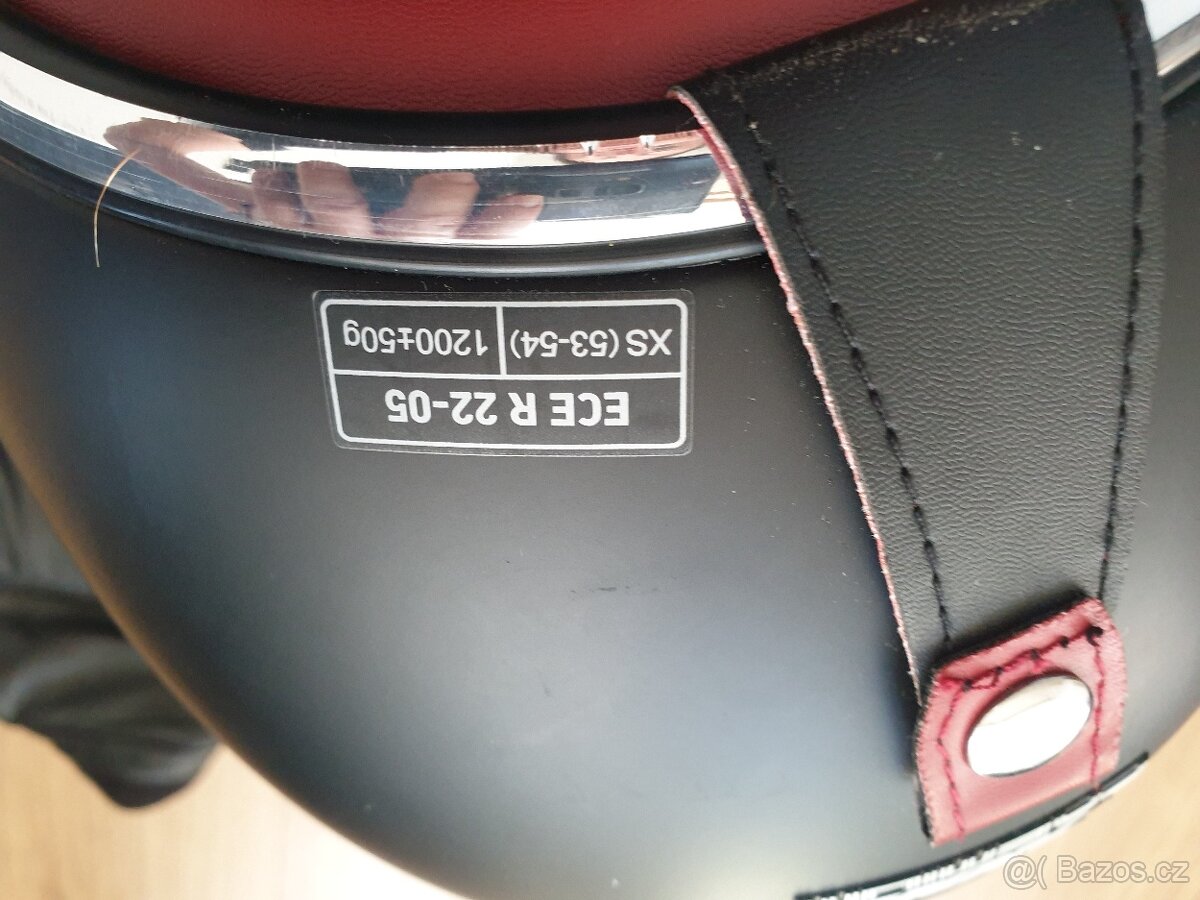 ECE R 22-05
XS (53-54) 1200±50g
@( Bazos.cz